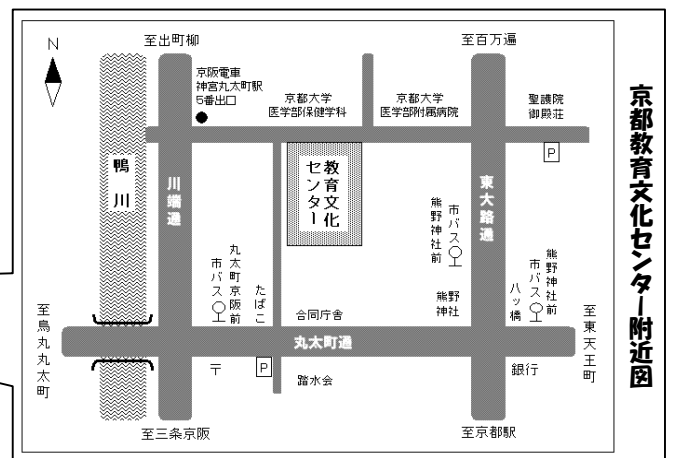 京都教育文化センター附近図
N
至出町柳
至百万遍
京阪電車
神宮丸太町駅
5番出口
京都大学
医学部保健学科
京都大学
医学部附属病院
聖護院
御殿荘
P
鴨川
川端通
教育文化
センター
東大路通
市バス
熊野神社前
熊野神社前
市バス
八ッ橋
丸太町京阪前
市バス
たばこ
合同庁舎
熊野
神社
至烏丸丸太町
丸太町通
至東天王町
〒
P
踏水会
銀行
至三条京阪
至京都駅